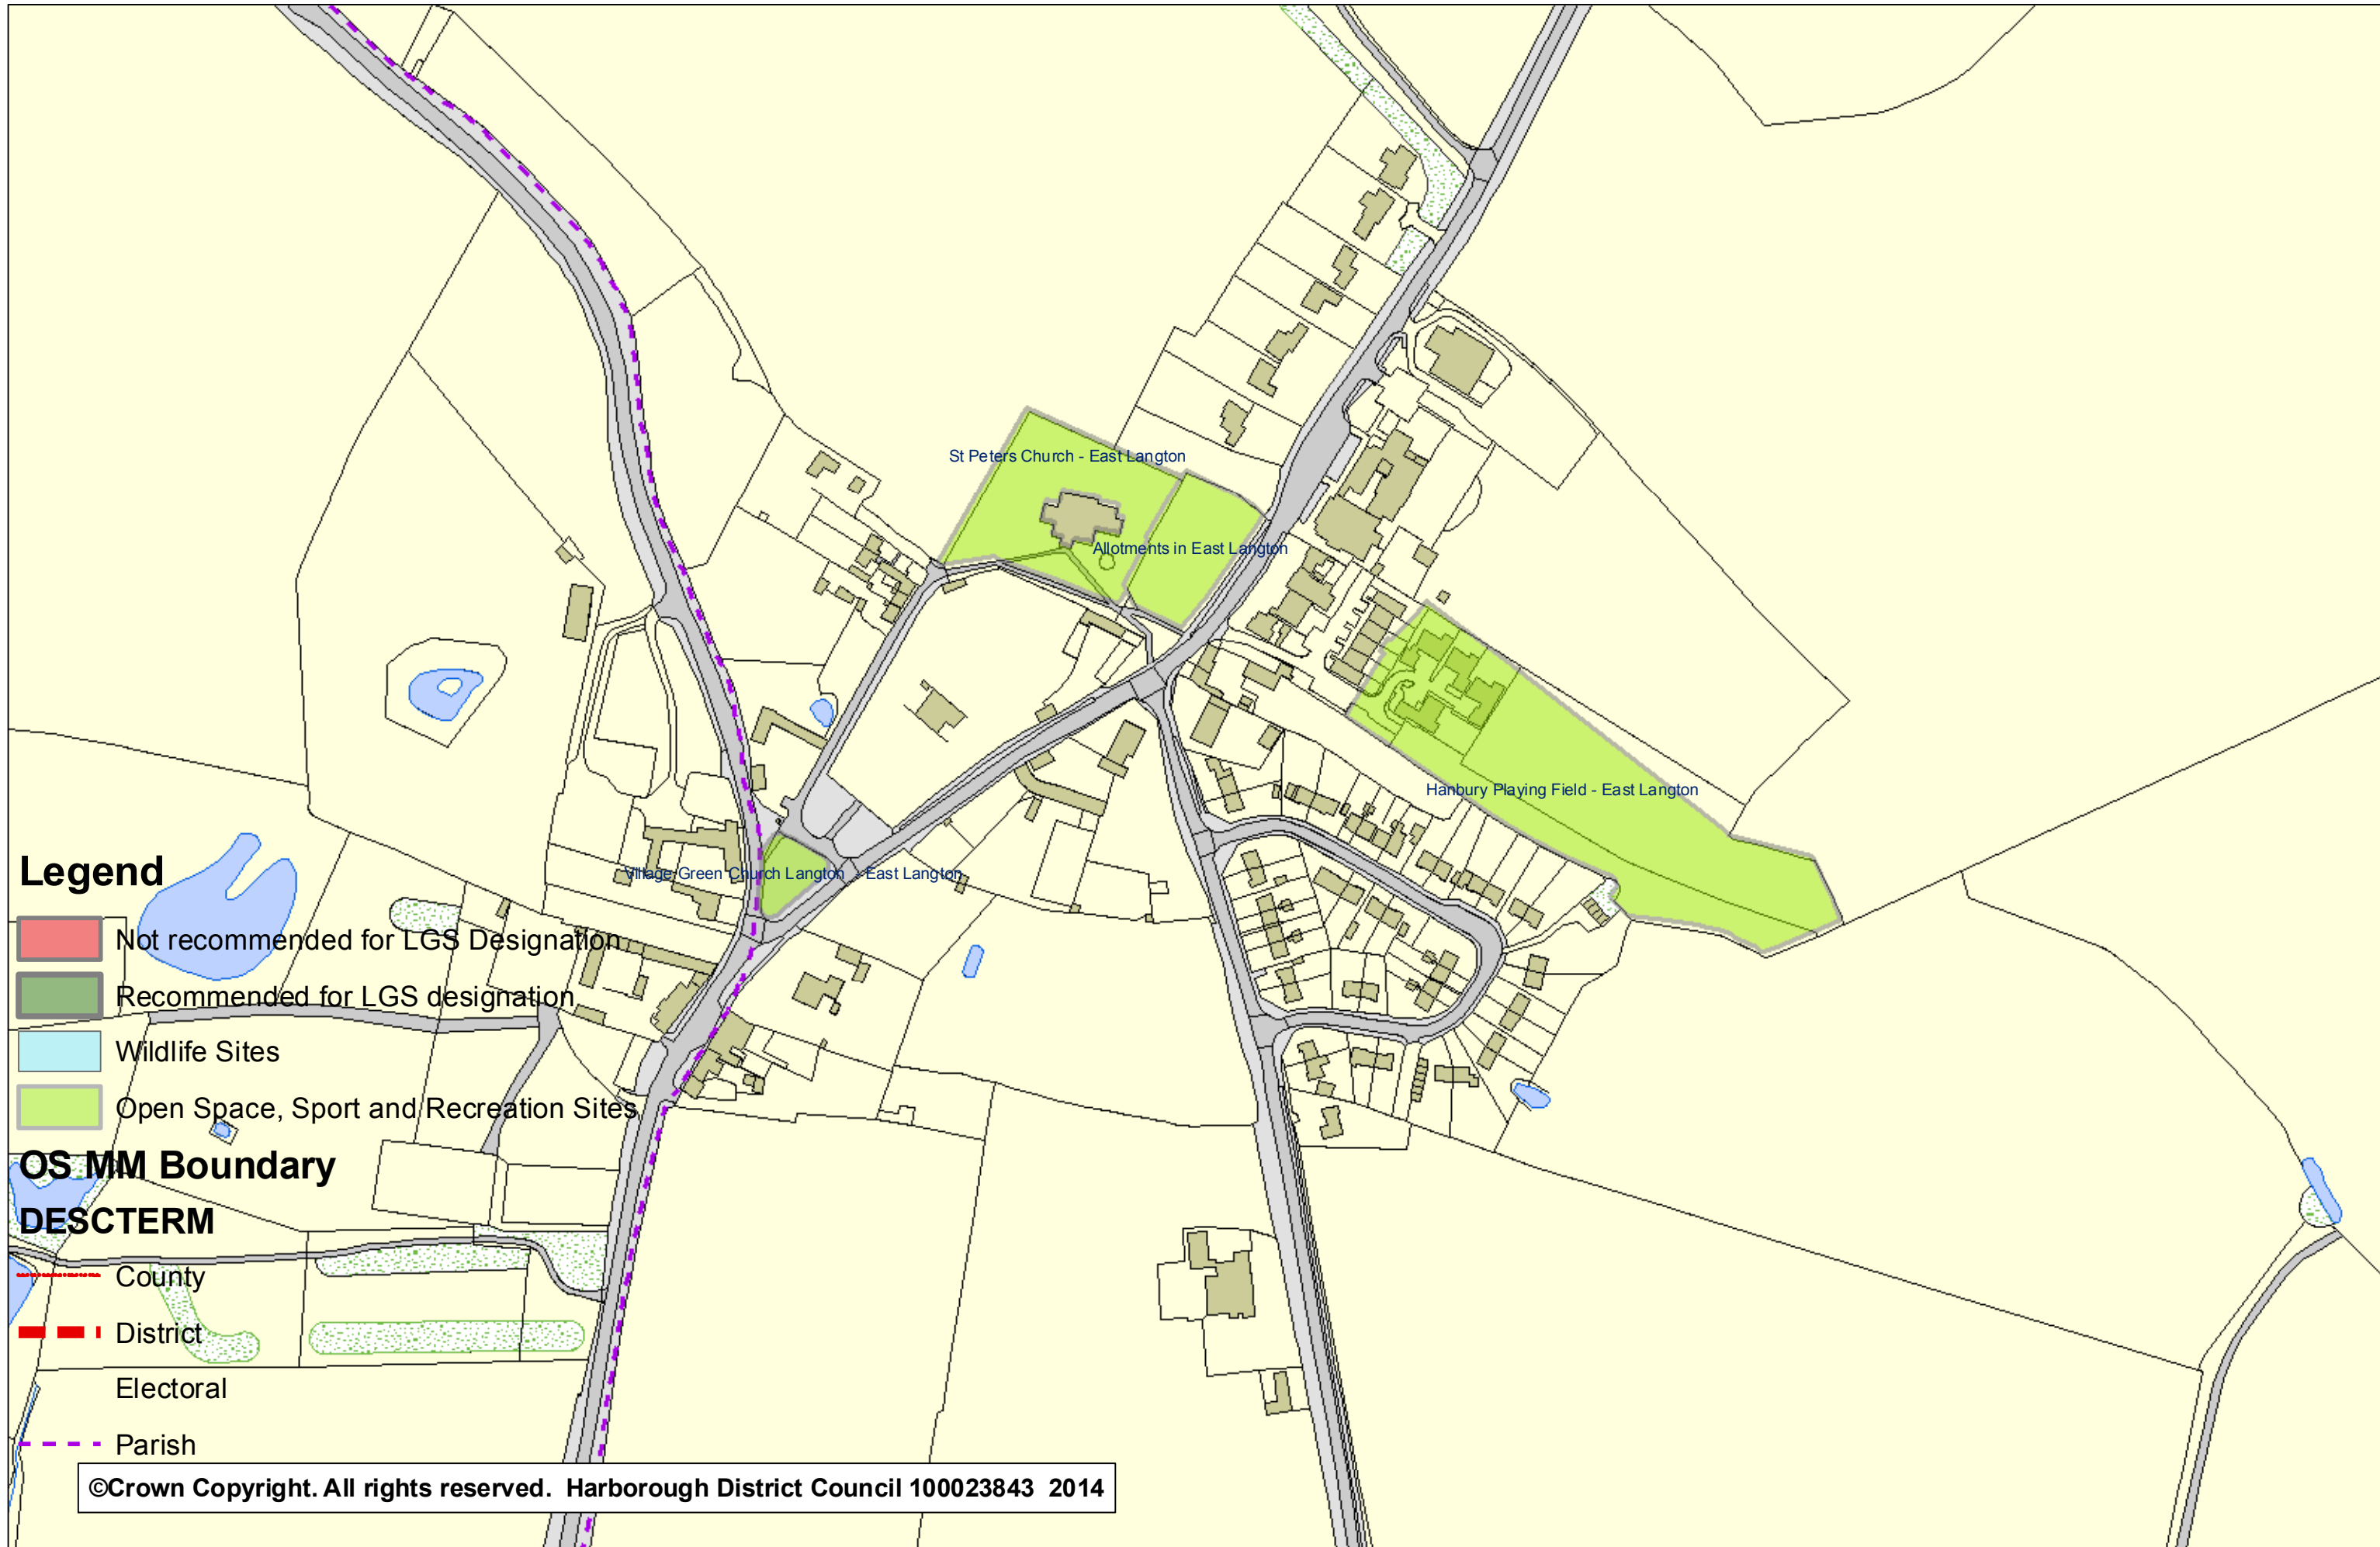 St Peters Church - East Langton
Allotments in East Langton
Hanbury Playing Field - East Langton
Village Green Church Langton - East Langton
Legend
Not recommended for LGS Designation
Recommended for LGS designation
Wildlife Sites
Open Space, Sport and Recreation Sites
OS MM Boundary
DESCTERM
County
District
Electoral
Parish
©Crown Copyright. All rights reserved. Harborough District Council 100023843 2014